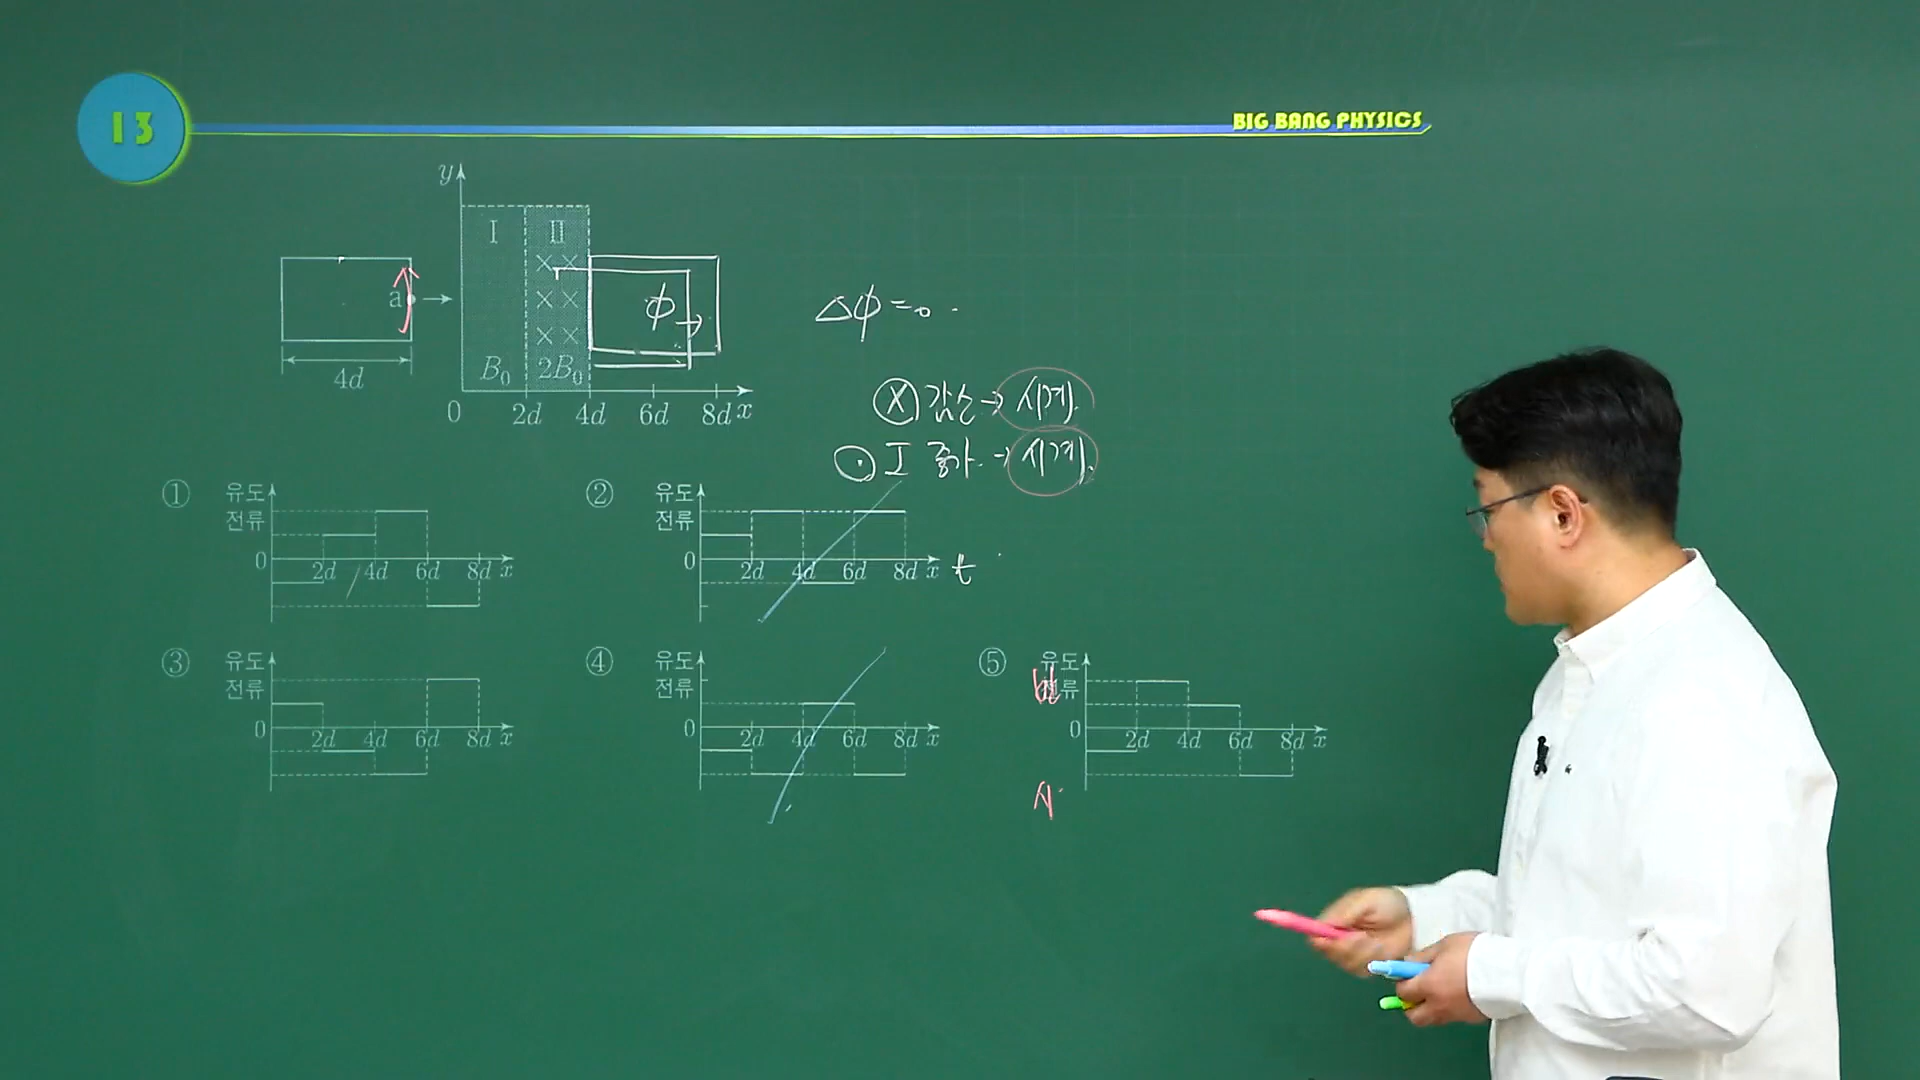 13
BIG BANG PHYSICS
y
I II
a
× ×
× ×
× ×
4d
B₀ 2B₀
0 2d 4d 6d 8d x
ϕ
Δϕ = 0
ⓧ 감소 → 시계.
⊙ I 증가. → 시계.
① 유도 전류
0 2d 4d 6d 8d x
② 유도 전류
0 2d 4d 6d 8d x t
③ 유도 전류
0 2d 4d 6d 8d x
④ 유도 전류
0 2d 4d 6d 8d x
⑤ 유도 전류
반
0 2d 4d 6d 8d x
시